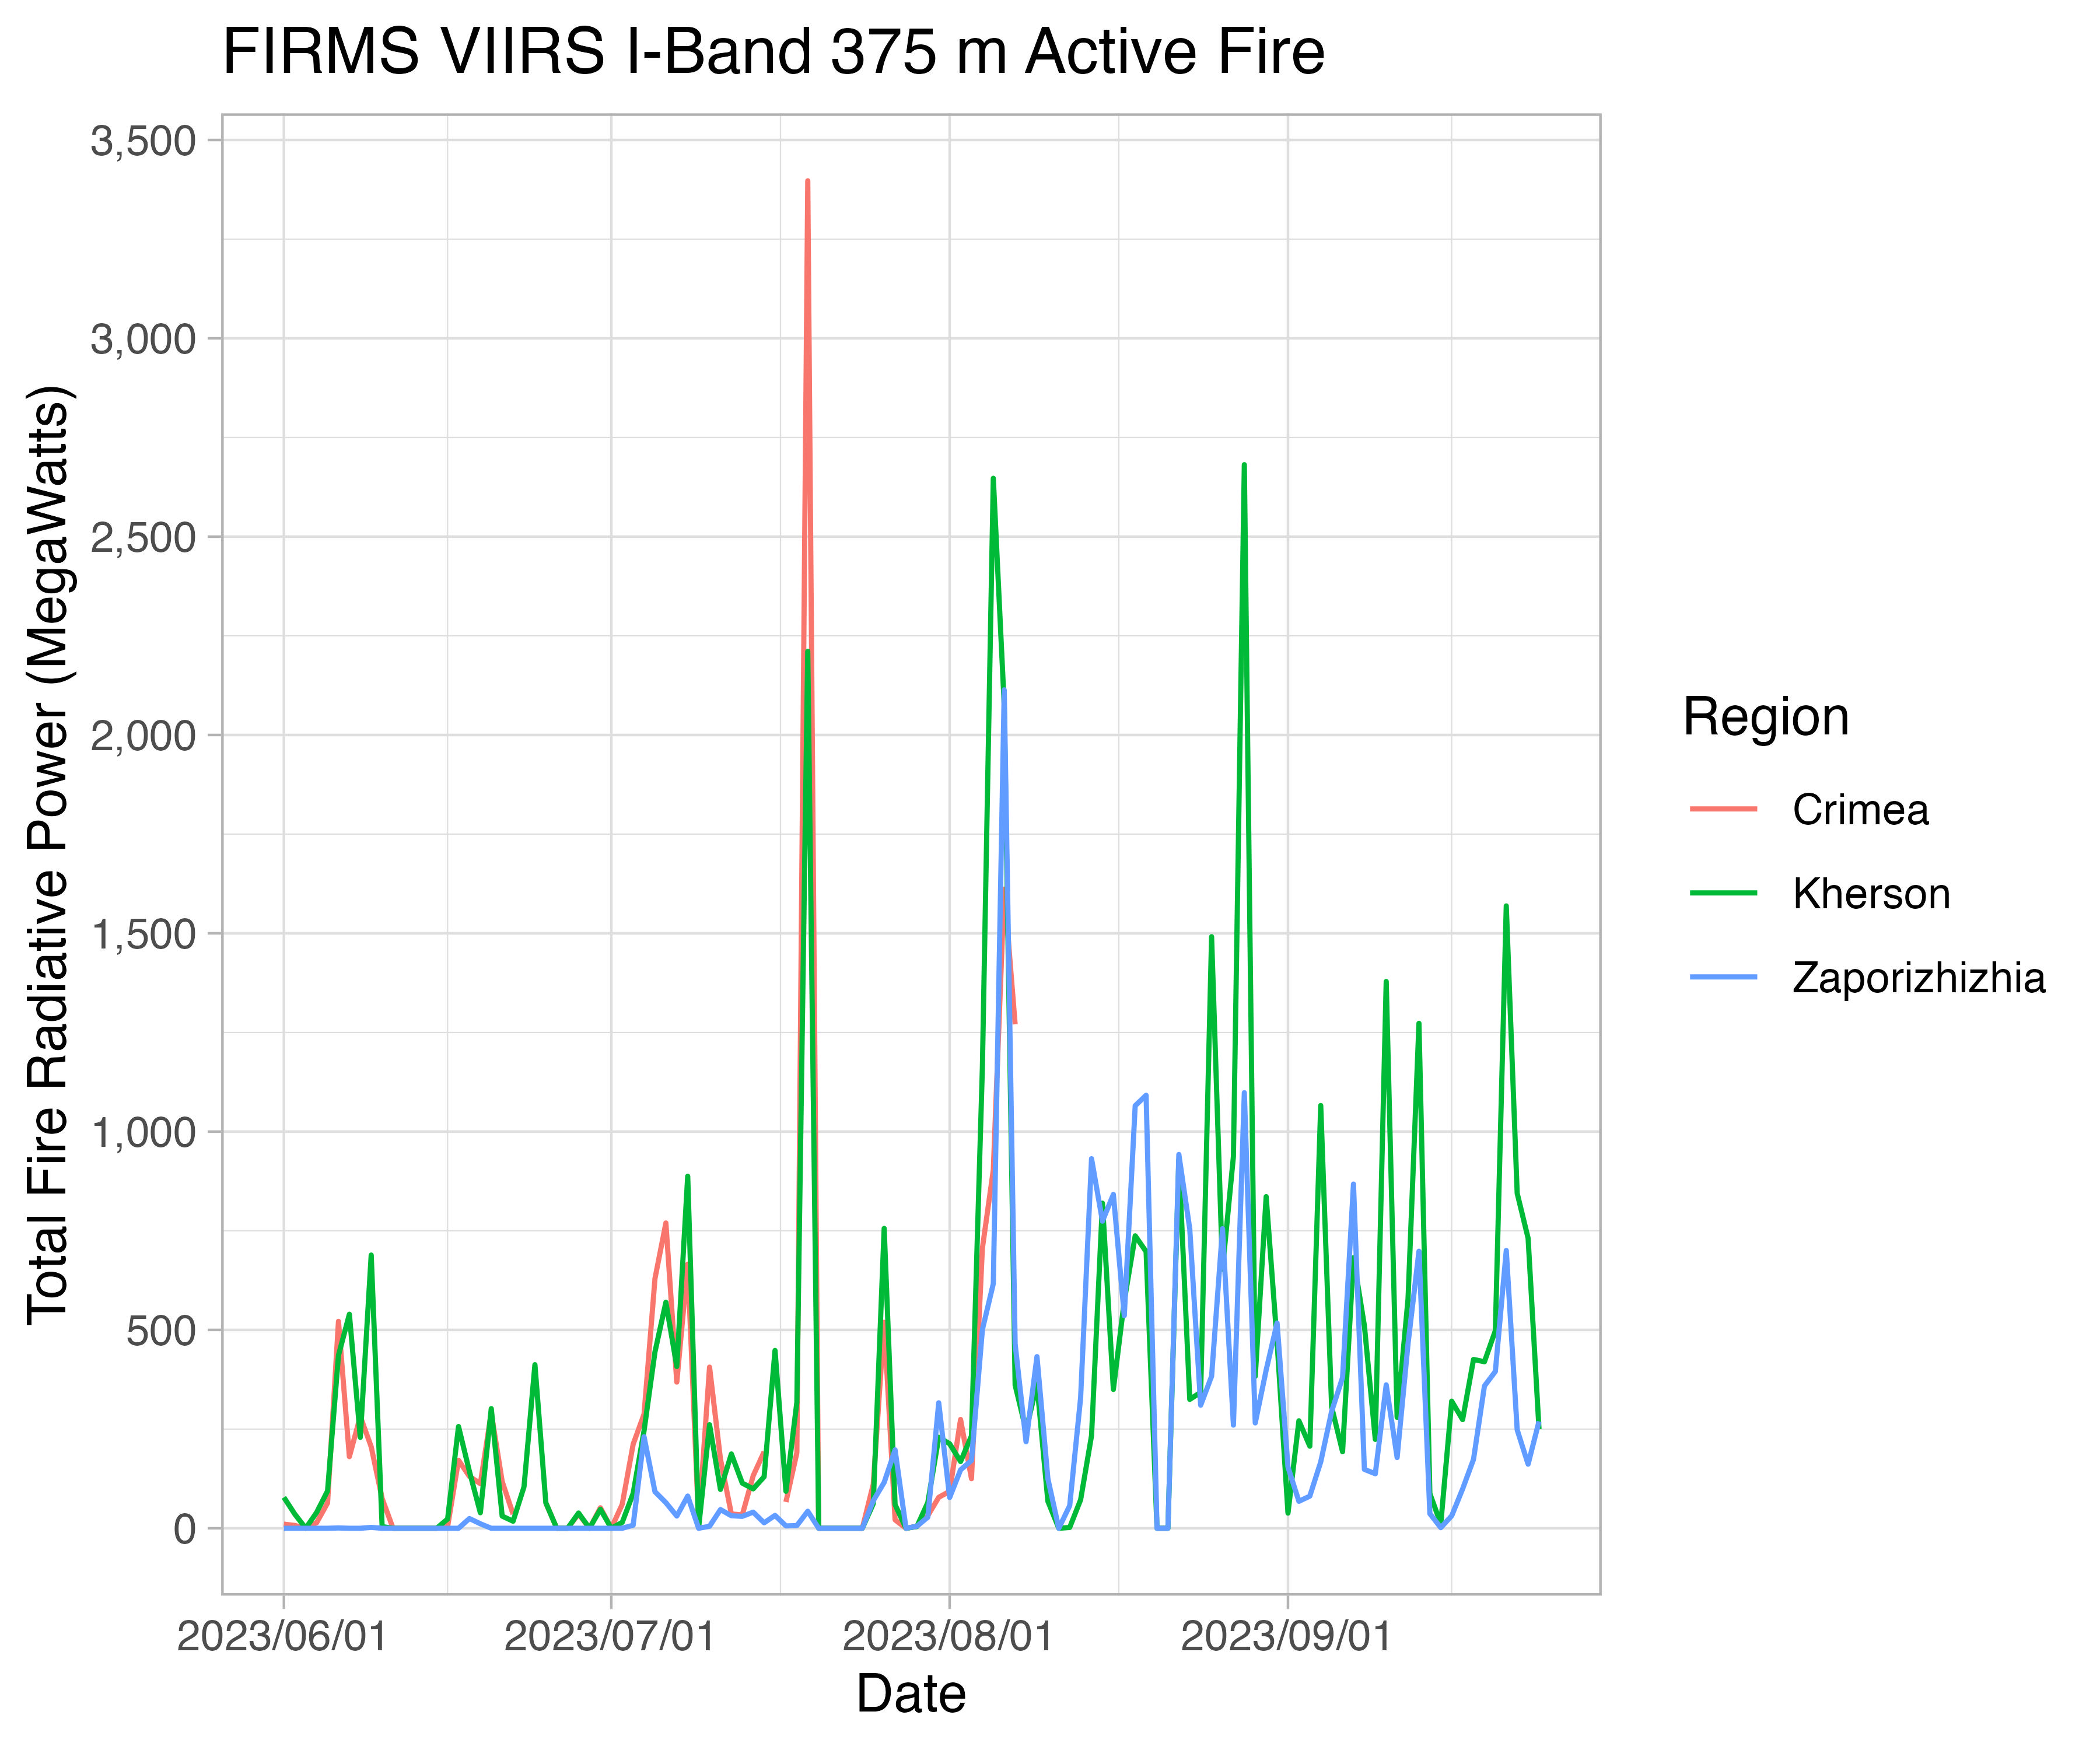 FIRMS VIIRS I-Band 375 m Active Fire
Total Fire Radiative Power (MegaWatts)
3,500
3,000
2,500
2,000
1,500
1,000
500
0
2023/06/01 2023/07/01 2023/08/01 2023/09/01
Date
Region
Crimea
Kherson
Zaporizhizhia